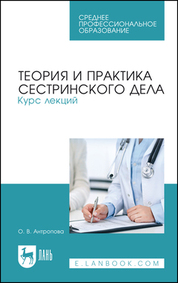 СРЕДНЕЕ
ПРОФЕССИОНАЛЬНОЕ
ОБРАЗОВАНИЕ
ТЕОРИЯ И ПРАКТИКА
СЕСТРИНСКОГО ДЕЛА
Курс лекций
О. В. Антропова
ЛАНЬ
E.LANBOOK.COM